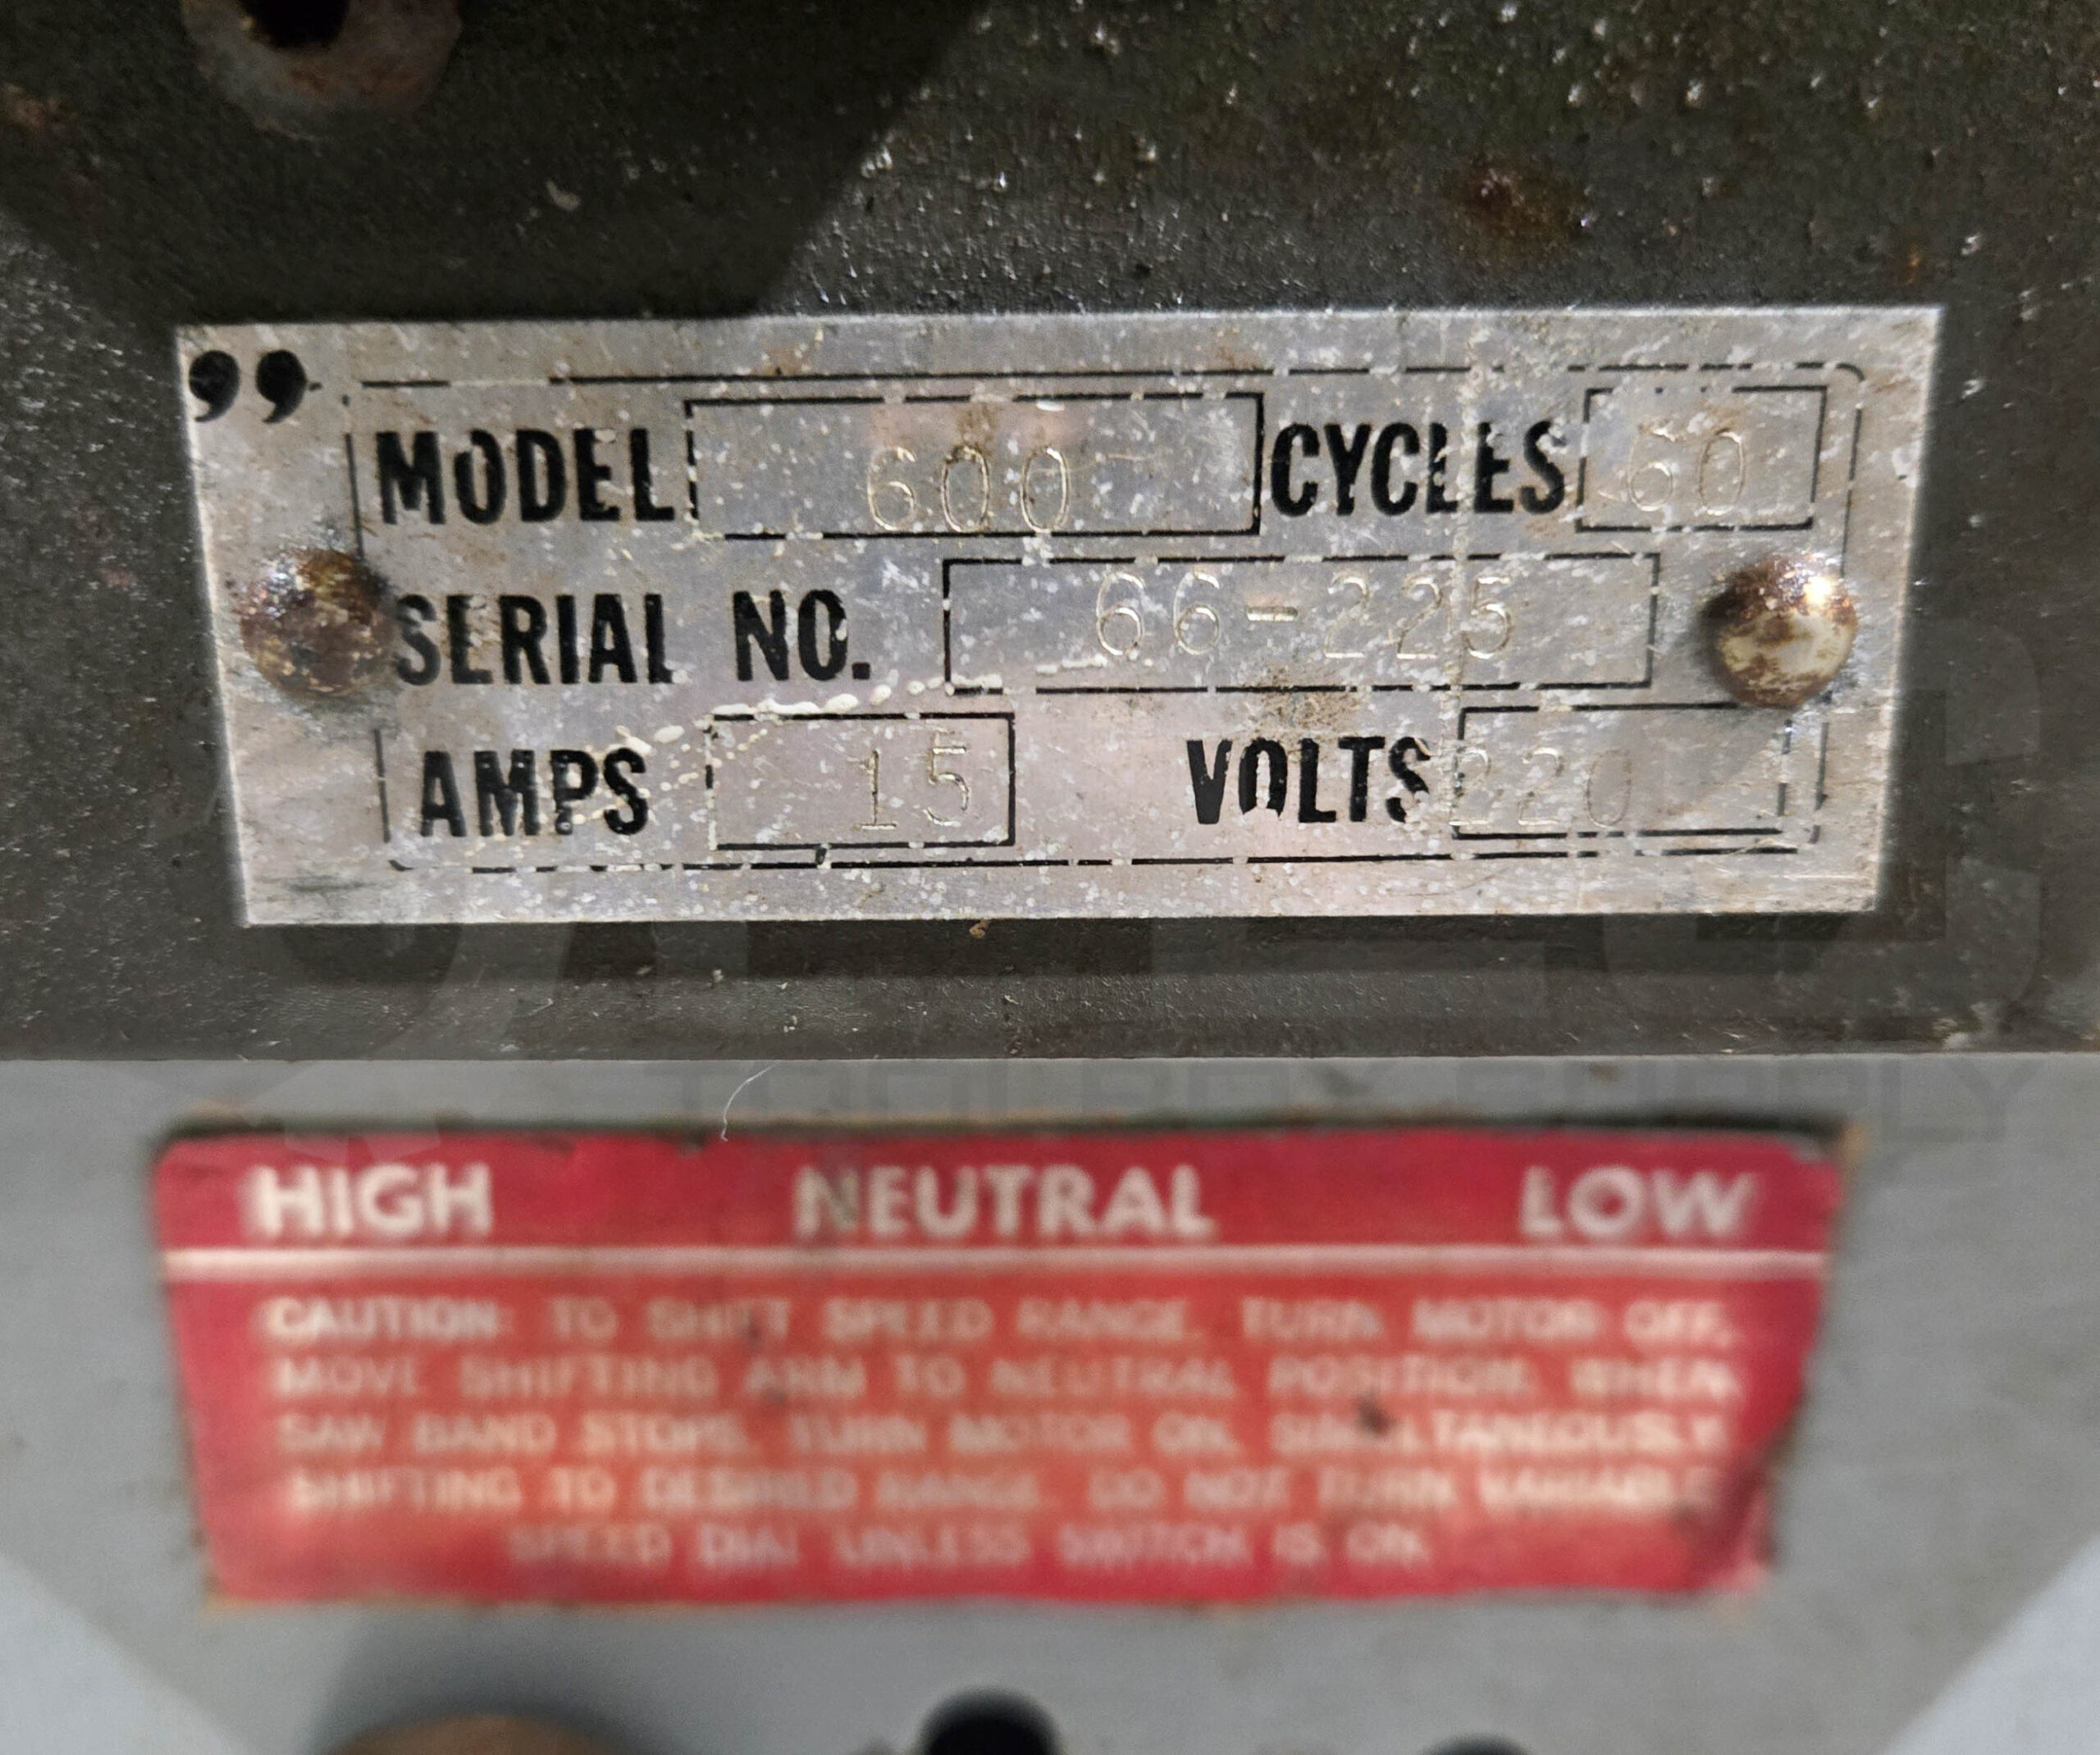 ”
MODEL 600 CYCLES 60
SERIAL NO. 66-225
AMPS 15 VOLTS 220
HIGH NEUTRAL LOW
CAUTION: TO SHIFT SPEED RANGE, TURN MOTOR OFF,
MOVE SHIFTING ARM TO NEUTRAL POSITION. WHEN
SAW BAND STOPS, TURN MOTOR ON, SIMULTANEOUSLY
SHIFTING TO DESIRED RANGE. DO NOT TURN VARIABLE
SPEED DIAL UNLESS SWITCH IS ON.